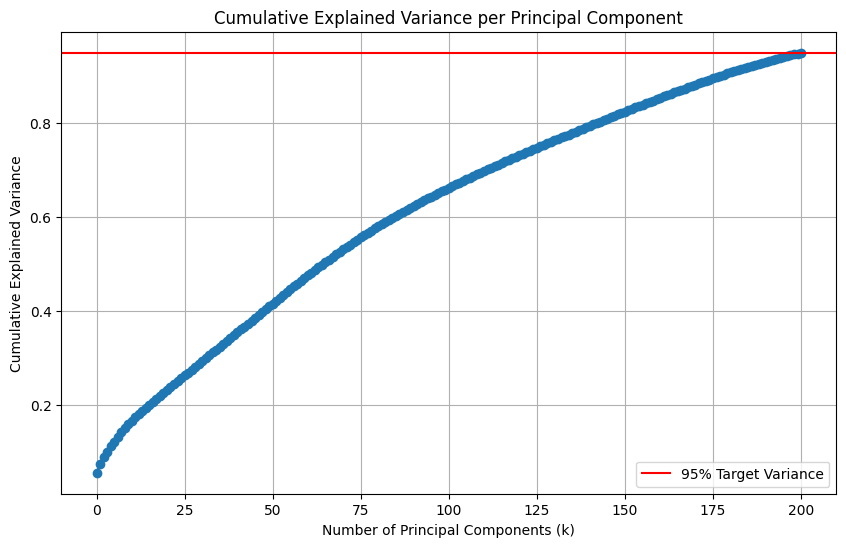 Cumulative Explained Variance per Principal Component
Cumulative Explained Variance
0.8
0.6
0.4
0.2
0 25 50 75 100 125 150 175 200
Number of Principal Components (k)
95% Target Variance